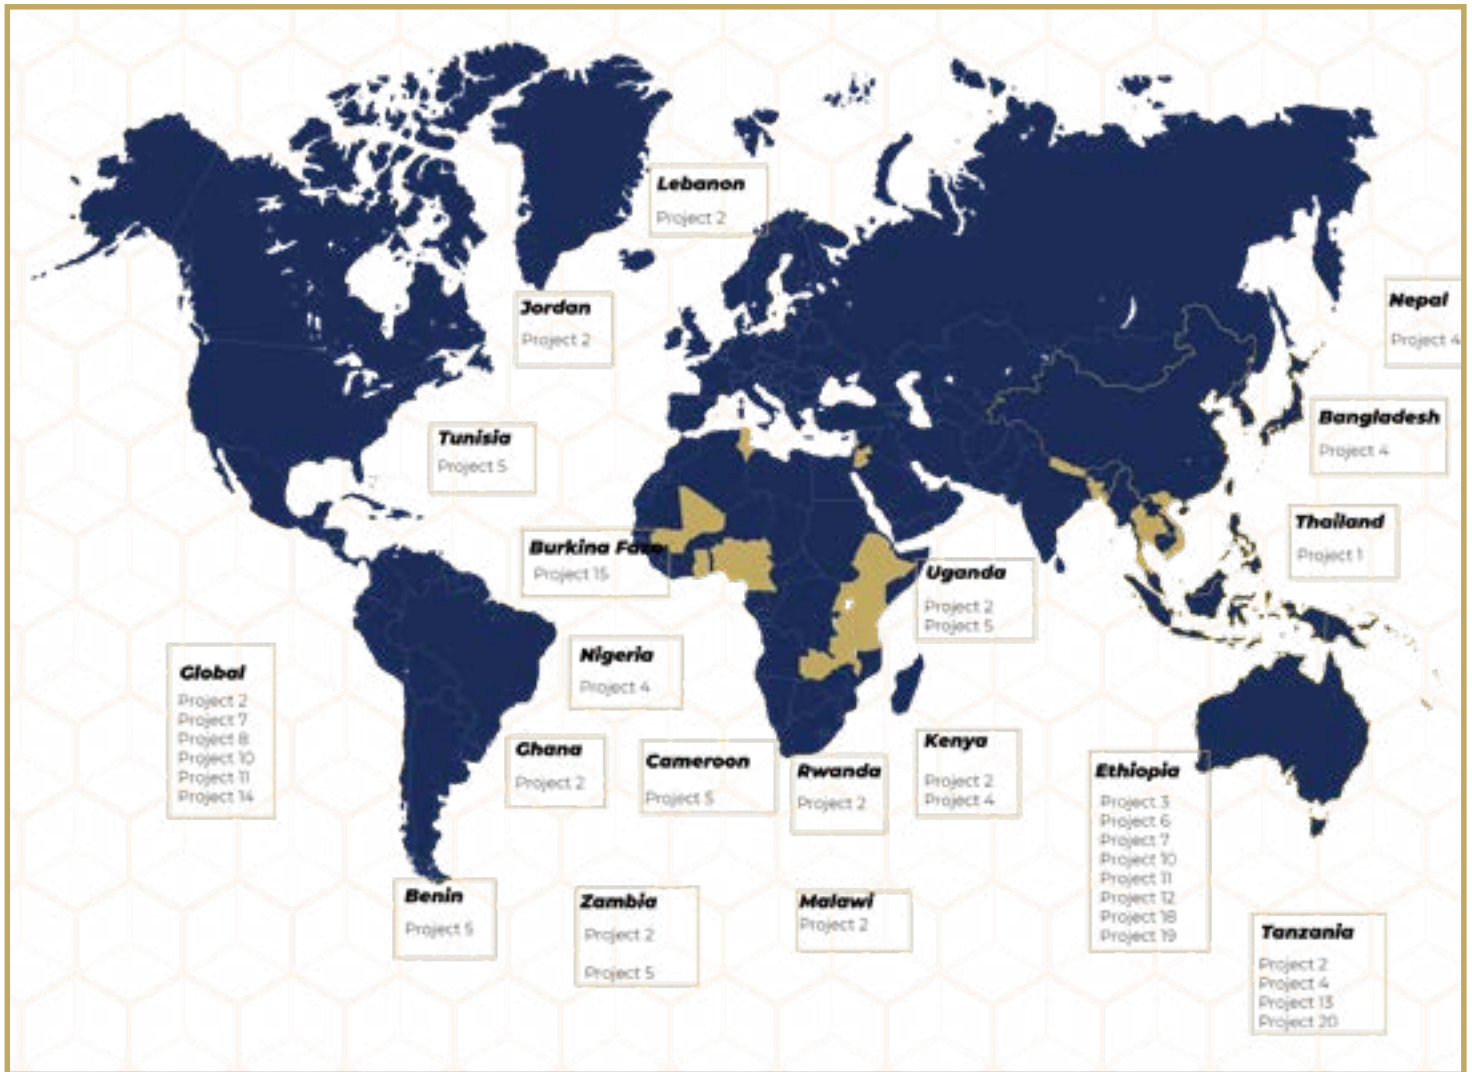 Lebanon
Project 2
Jordan
Project 2
Nepal
Project 4
Tunisia
Project 5
Bangladesh
Project 4
Burkina Faso
Project 15
Thailand
Project 1
Uganda
Project 2
Project 5
Global
Project 2
Project 7
Project 8
Project 10
Project 11
Project 14
Nigeria
Project 4
Ghana
Project 2
Cameroon
Project 5
Rwanda
Project 2
Kenya
Project 2
Project 4
Ethiopia
Project 3
Project 6
Project 7
Project 10
Project 11
Project 12
Project 18
Project 19
Benin
Project 5
Zambia
Project 2
Project 5
Malawi
Project 2
Tanzania
Project 2
Project 4
Project 13
Project 20